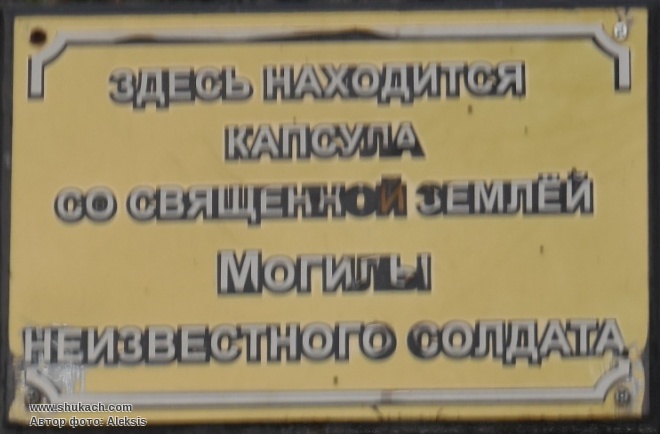 ЗДЕСЬ НАХОДИТСЯ
КАПСУЛА
СО СВЯЩЕННОЙ ЗЕМЛЁЙ
МОГИЛЫ
НЕИЗВЕСТНОГО СОЛДАТА
www.shukach.com
Автор фото: Aleksis